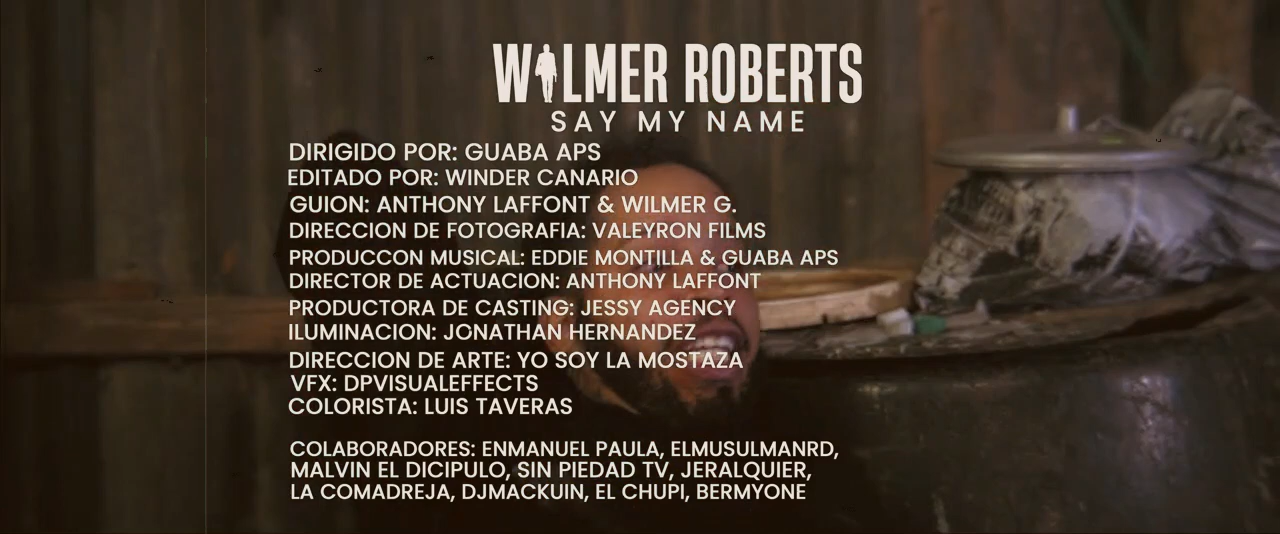 WILMER ROBERTS
SAY MY NAME
DIRIGIDO POR: GUABA APS
EDITADO POR: WINDER CANARIO
GUION: ANTHONY LAFFONT & WILMER G.
DIRECCION DE FOTOGRAFIA: VALEYRON FILMS
PRODUCCON MUSICAL: EDDIE MONTILLA & GUABA APS
DIRECTOR DE ACTUACION: ANTHONY LAFFONT
PRODUCTORA DE CASTING: JESSY AGENCY
ILUMINACION: JONATHAN HERNANDEZ
DIRECCION DE ARTE: YO SOY LA MOSTAZA
VFX: DPVISUALEFFECTS
COLORISTA: LUIS TAVERAS
COLABORADORES: ENMANUEL PAULA, ELMUSULMANRD,
MALVIN EL DICIPULO, SIN PIEDAD TV, JERALQUIER,
LA COMADREJA, DJMACKUIN, EL CHUPI, BERMYONE